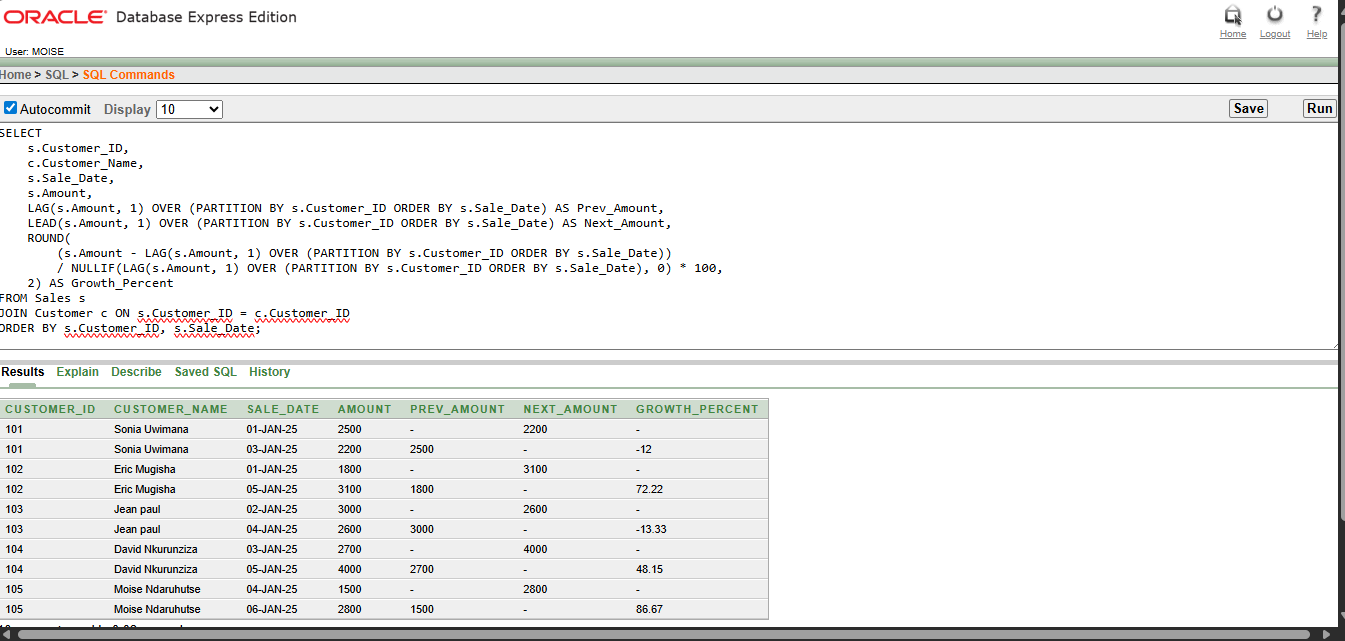 ORACLE Database Express Edition
Home Logout Help
User: MOISE
Home > SQL > SQL Commands
Autocommit Display 10 Save Run
SELECT
s.Customer_ID,
c.Customer_Name,
s.Sale_Date,
s.Amount,
LAG(s.Amount, 1) OVER (PARTITION BY s.Customer_ID ORDER BY s.Sale_Date) AS Prev_Amount,
LEAD(s.Amount, 1) OVER (PARTITION BY s.Customer_ID ORDER BY s.Sale_Date) AS Next_Amount,
ROUND(
(s.Amount - LAG(s.Amount, 1) OVER (PARTITION BY s.Customer_ID ORDER BY s.Sale_Date))
/ NULLIF(LAG(s.Amount, 1) OVER (PARTITION BY s.Customer_ID ORDER BY s.Sale_Date), 0) * 100,
2) AS Growth_Percent
FROM Sales s
JOIN Customer c ON s.Customer_ID = c.Customer_ID
ORDER BY s.Customer_ID, s.Sale_Date;
Results Explain Describe Saved SQL History
CUSTOMER_ID CUSTOMER_NAME SALE_DATE AMOUNT PREV_AMOUNT NEXT_AMOUNT GROWTH_PERCENT
101 Sonia Uwimana 01-JAN-25 2500 - 2200 -
101 Sonia Uwimana 03-JAN-25 2200 2500 - -12
102 Eric Mugisha 01-JAN-25 1800 - 3100 -
102 Eric Mugisha 05-JAN-25 3100 1800 - 72.22
103 Jean paul 02-JAN-25 3000 - 2600 -
103 Jean paul 04-JAN-25 2600 3000 - -13.33
104 David Nkurunziza 03-JAN-25 2700 - 4000 -
104 David Nkurunziza 05-JAN-25 4000 2700 - 48.15
105 Moise Ndaruhutse 04-JAN-25 1500 - 2800 -
105 Moise Ndaruhutse 06-JAN-25 2800 1500 - 86.67